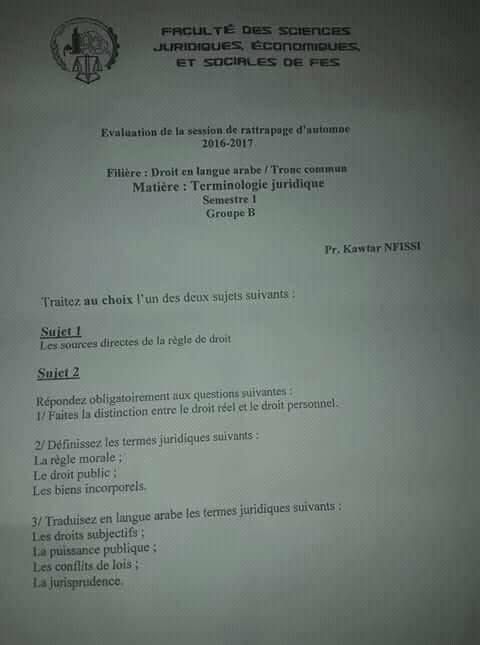 FACULTÉ DES SCIENCES
JURIDIQUES, ÉCONOMIQUES,
ET SOCIALES DE FES
Evaluation de la session de rattrapage d'automne
2016-2017
Filière : Droit en langue arabe / Tronc commun
Matière : Terminologie juridique
Semestre 1
Groupe B
Pr. Kawtar NFISSI
Traitez au choix l'un des deux sujets suivants :
Sujet 1
Les sources directes de la règle de droit
Sujet 2
Répondez obligatoirement aux questions suivantes :
1/ Faites la distinction entre le droit réel et le droit personnel.
2/ Définissez les termes juridiques suivants :
La règle morale ;
Le droit public ;
Les biens incorporels.
3/ Traduisez en langue arabe les termes juridiques suivants :
Les droits subjectifs ;
La puissance publique ;
Les conflits de lois ;
La jurisprudence.